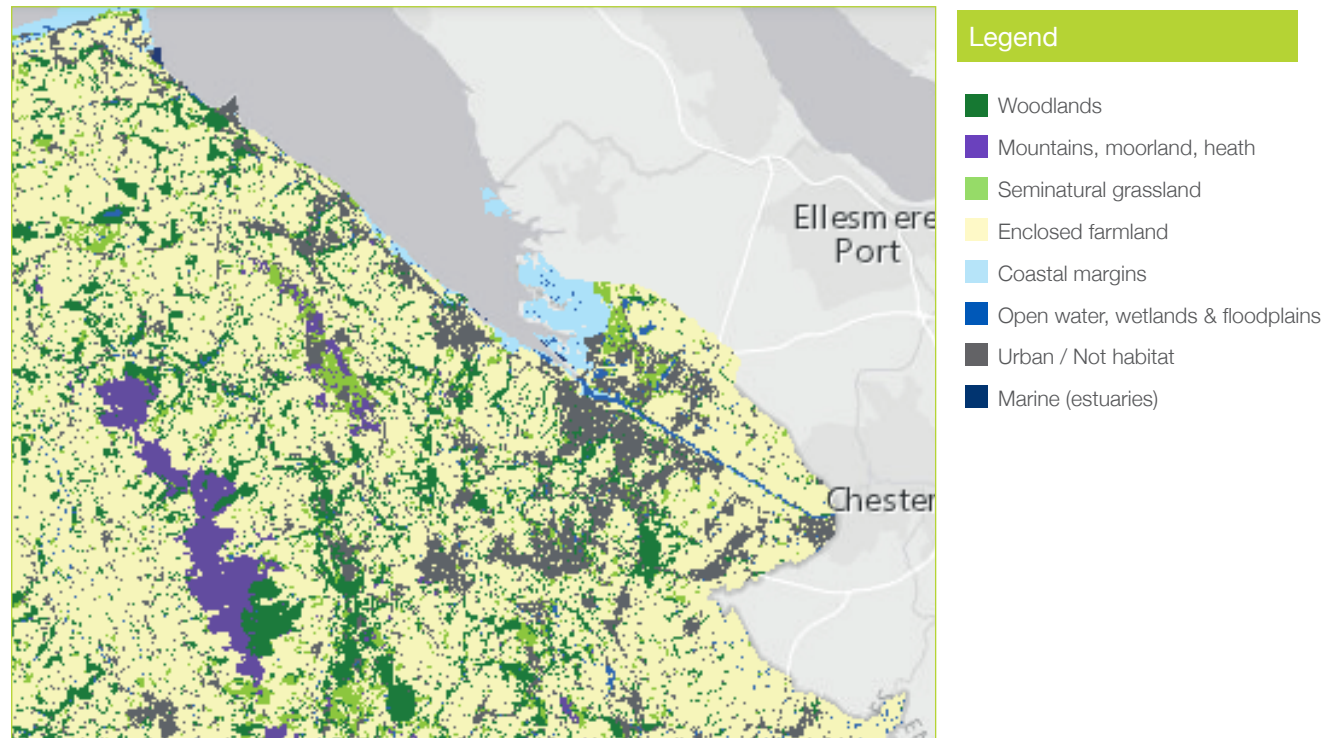 Ellesmere
Port
Chester
Legend
Woodlands
Mountains, moorland, heath
Seminatural grassland
Enclosed farmland
Coastal margins
Open water, wetlands & floodplains
Urban / Not habitat
Marine (estuaries)